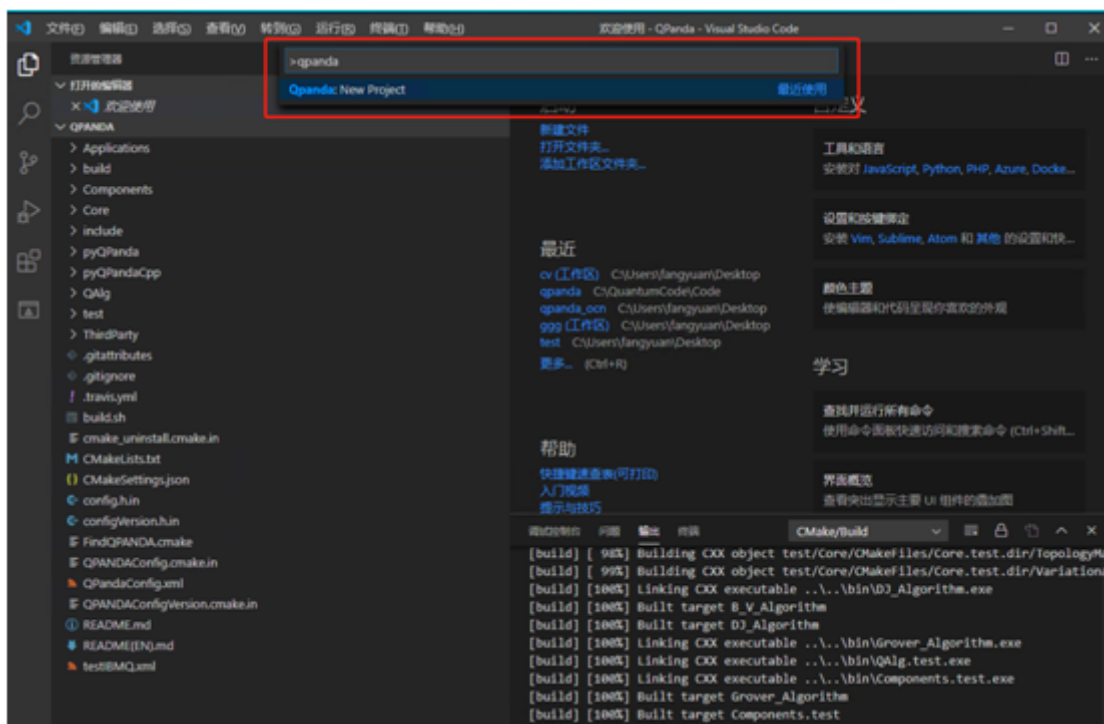 文件(F) 编辑(E) 选择(S) 查看(V) 转到(G) 运行(R) 终端(T) 帮助(H) 欢迎使用 - QPanda - Visual Studio Code
资源管理器
>qpanda
Qpanda: New Project 最近使用
打开的编辑器
欢迎使用
QPANDA
Applications
build
Components
Core
include
pyQPanda
pyQPandaCpp
QAlg
test
ThirdParty
.gitattributes
.gitignore
.travis.yml
build.sh
cmake_uninstall.cmake.in
CMakeLists.txt
CMakeSettings.json
config.h.in
configVersion.h.in
FindQPANDA.cmake
QPANDAConfig.cmake.in
QPandaConfig.xml
QPANDAConfigVersion.cmake.in
README.md
README(EN).md
testIBMQ.xml
新建文件
打开文件夹...
添加工作区文件夹...
最近
cv (工作区) C:\Users\fangyuan\Desktop
qpanda C:\QuantumCode\Code
qpanda_ocn C:\Users\fangyuan\Desktop
ggg (工作区) C:\Users\fangyuan\Desktop
test C:\Users\fangyuan\Desktop
更多... (Ctrl+R)
帮助
快捷键速查表(可打印)
入门视频
提示与技巧
自定义
工具和语言
安装对 JavaScript, Python, PHP, Azure, Docke...
设置和按键绑定
安装 Vim, Sublime, Atom 和 其他 的设置和快...
颜色主题
使编辑器和代码呈现你喜欢的外观
学习
查找并运行所有命令
使用命令面板快速访问和搜索命令 (Ctrl+Shift...
界面概览
查看突出显示主要 UI 组件的叠加图
调试控制台 问题 输出 终端 CMake/Build
[build] [ 98%] Building CXX object test/Core/CMakeFiles/Core.test.dir/TopologyMa
[build] [ 99%] Building CXX object test/Core/CMakeFiles/Core.test.dir/Variationa
[build] [100%] Linking CXX executable ..\..\bin\DJ_Algorithm.exe
[build] [100%] Built target B_V_Algorithm
[build] [100%] Built target DJ_Algorithm
[build] [100%] Linking CXX executable ..\..\bin\Grover_Algorithm.exe
[build] [100%] Linking CXX executable ..\..\bin\QAlg.test.exe
[build] [100%] Linking CXX executable ..\..\bin\Components.test.exe
[build] [100%] Built target Grover_Algorithm
[build] [100%] Built target Components.test